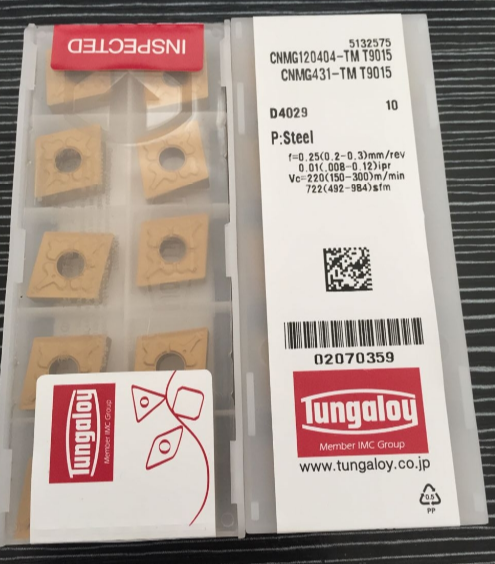 INSPECTED
5132575
CNMG120404-TM T9015
CNMG431-TM T9015
D4029 10
P:Steel
f=0.25(0.2-0.3)mm/rev
0.01(.008-0.12)ipr
Vc=220(150-300)m/min
722(492-984)sfm
02070359
Tungaloy
Member IMC Group
www.tungaloy.co.jp
0.5
PP
Tungaloy
Member IMC Group